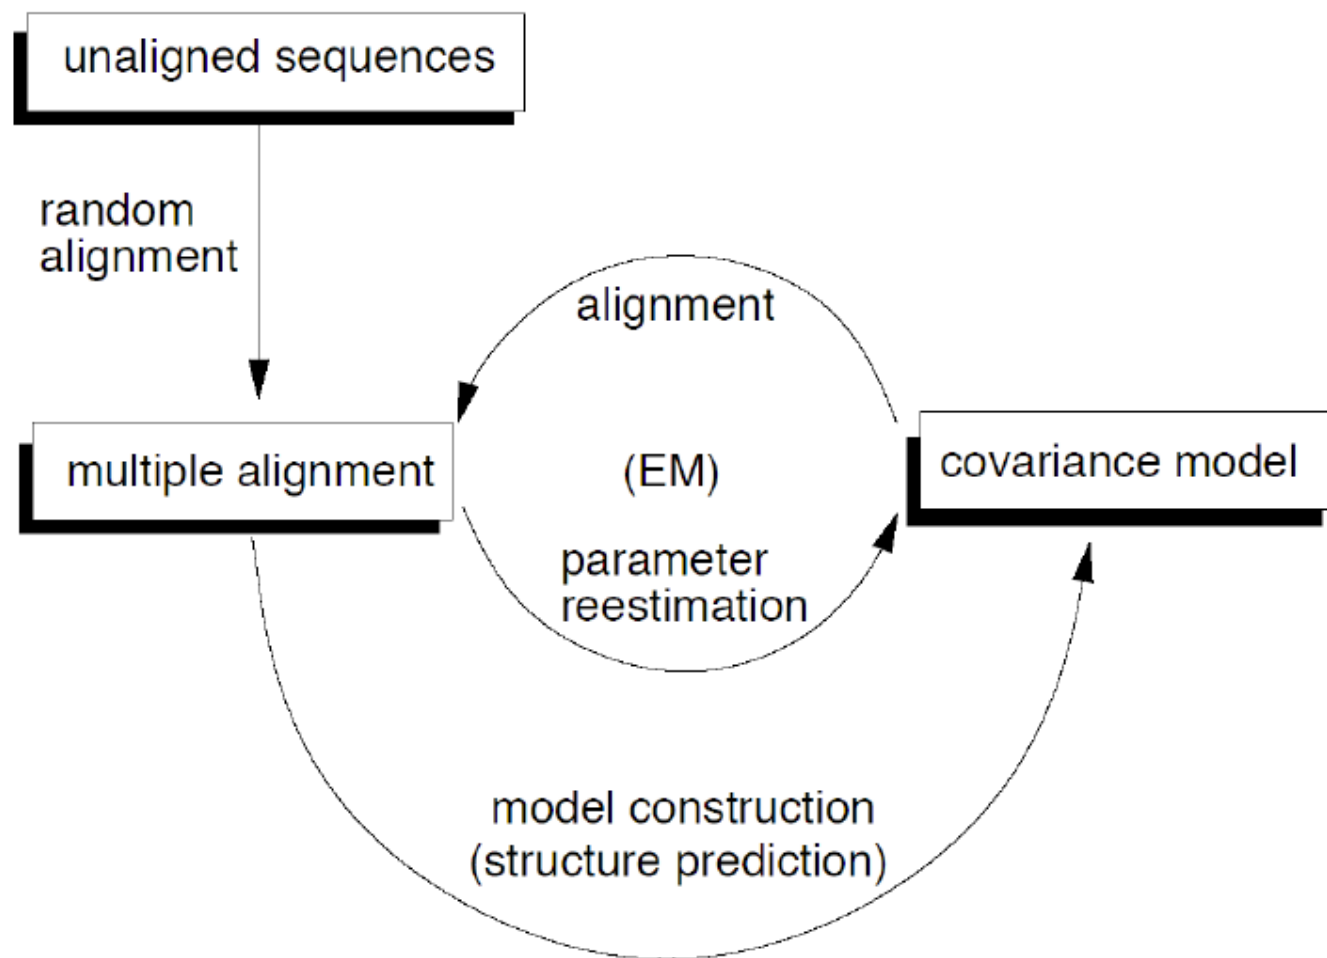 unaligned sequences
random
alignment
alignment
multiple alignment
(EM)
covariance model
parameter
reestimation
model construction
(structure prediction)